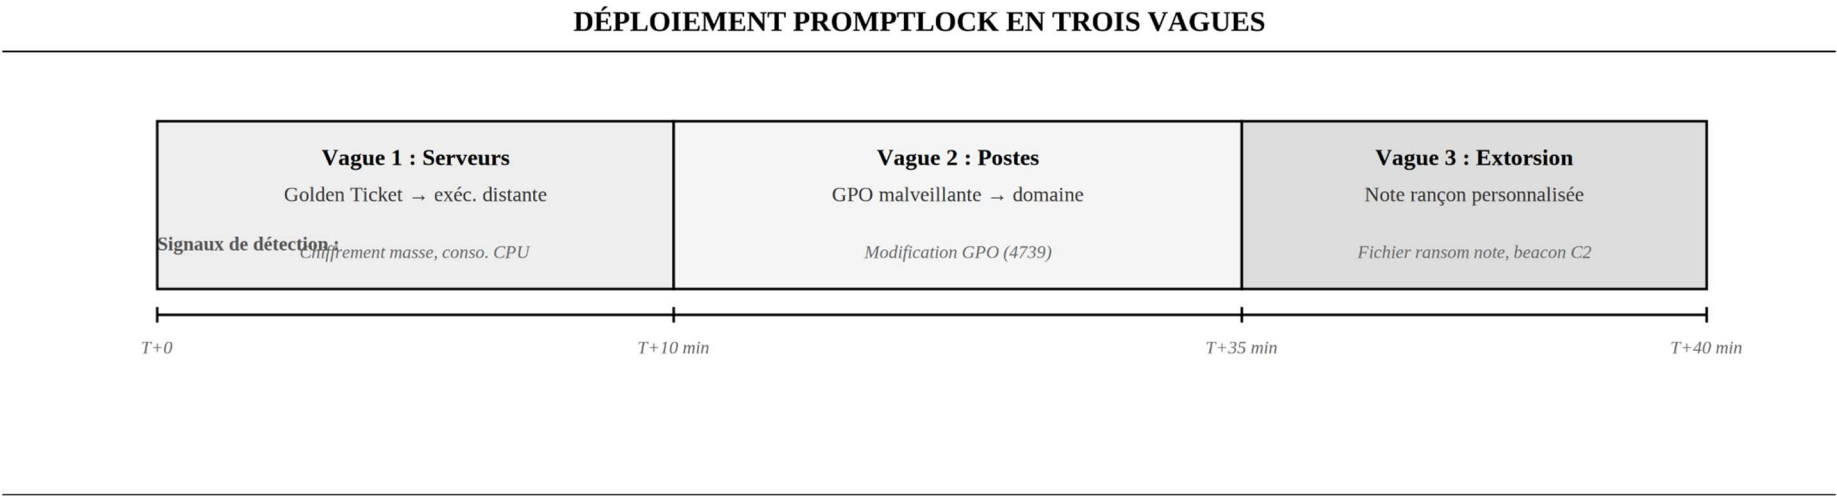 DÉPLOIEMENT PROMPTLOCK EN TROIS VAGUES
Vague 1 : Serveurs
Golden Ticket → exéc. distante
Signaux de détection :
Chiffrement masse, conso. CPU
Vague 2 : Postes
GPO malveillante → domaine
Modification GPO (4739)
Vague 3 : Extorsion
Note rançon personnalisée
Fichier ransom note, beacon C2
T+0
T+10 min
T+35 min
T+40 min